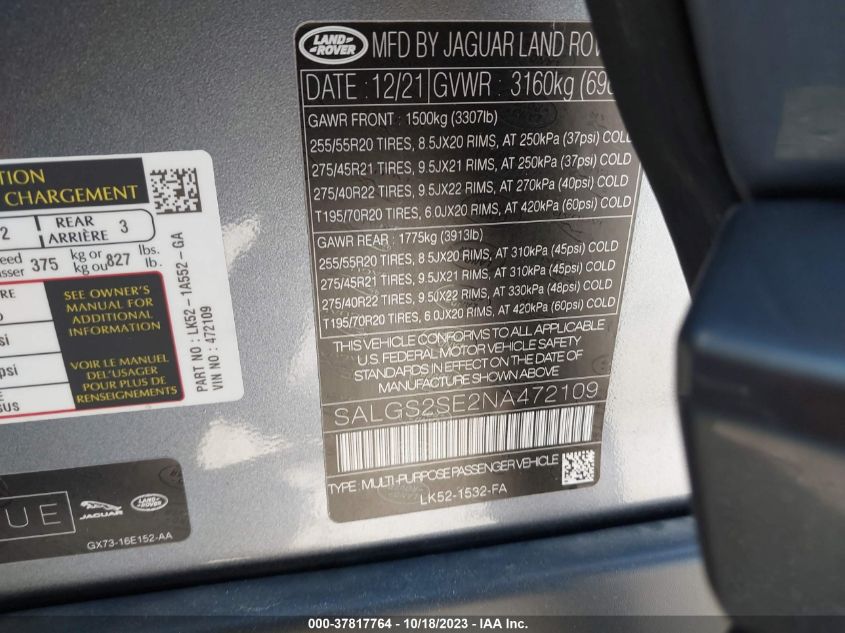 LAND ROVER
MFD BY JAGUAR LAND
DATE : 12/21 GVWR : 3160kg
GAWR FRONT : 1500kg (3307lb)
255/55R20 TIRES, 8.5JX20 RIMS, AT 250kPa (37psi) COLD
275/45R21 TIRES, 9.5JX21 RIMS, AT 250kPa (37psi) COLD
275/40R22 TIRES, 9.5JX22 RIMS, AT 270kPa (40psi) COLD
T195/70R20 TIRES, 6.0JX20 RIMS, AT 420kPa (60psi) COLD
GAWR REAR : 1775kg (3913lb)
255/55R20 TIRES, 8.5JX20 RIMS, AT 310kPa (45psi) COLD
275/45R21 TIRES, 9.5JX21 RIMS, AT 310kPa (45psi) COLD
275/40R22 TIRES, 9.5JX22 RIMS, AT 330kPa (48psi) COLD
T195/70R20 TIRES, 6.0JX20 RIMS, AT 420kPa (60psi) COLD
THIS VEHICLE CONFORMS TO ALL APPLICABLE
U.S. FEDERAL MOTOR VEHICLE SAFETY
STANDARDS IN EFFECT ON THE DATE OF
MANUFACTURE SHOWN ABOVE
SALGS2SE2NA472109
TYPE : MULTI-PURPOSE PASSENGER VEHICLE
LK52-1532-FA
CHARGEMENT
2 REAR ARRIÈRE 3
375 kg or kg ou 827 lbs. lb.
SEE OWNER'S
MANUAL FOR
ADDITIONAL
INFORMATION
VOIR LE MANUEL
DE L'USAGER
POUR PLUS DE
RENSEIGNEMENTS
psi
psi
PART NO : LK52-1A552-GA
VIN NO : 472109
JAGUAR
LAND ROVER
GX73-16E152-AA
000-37817764 - 10/18/2023 - IAA Inc.